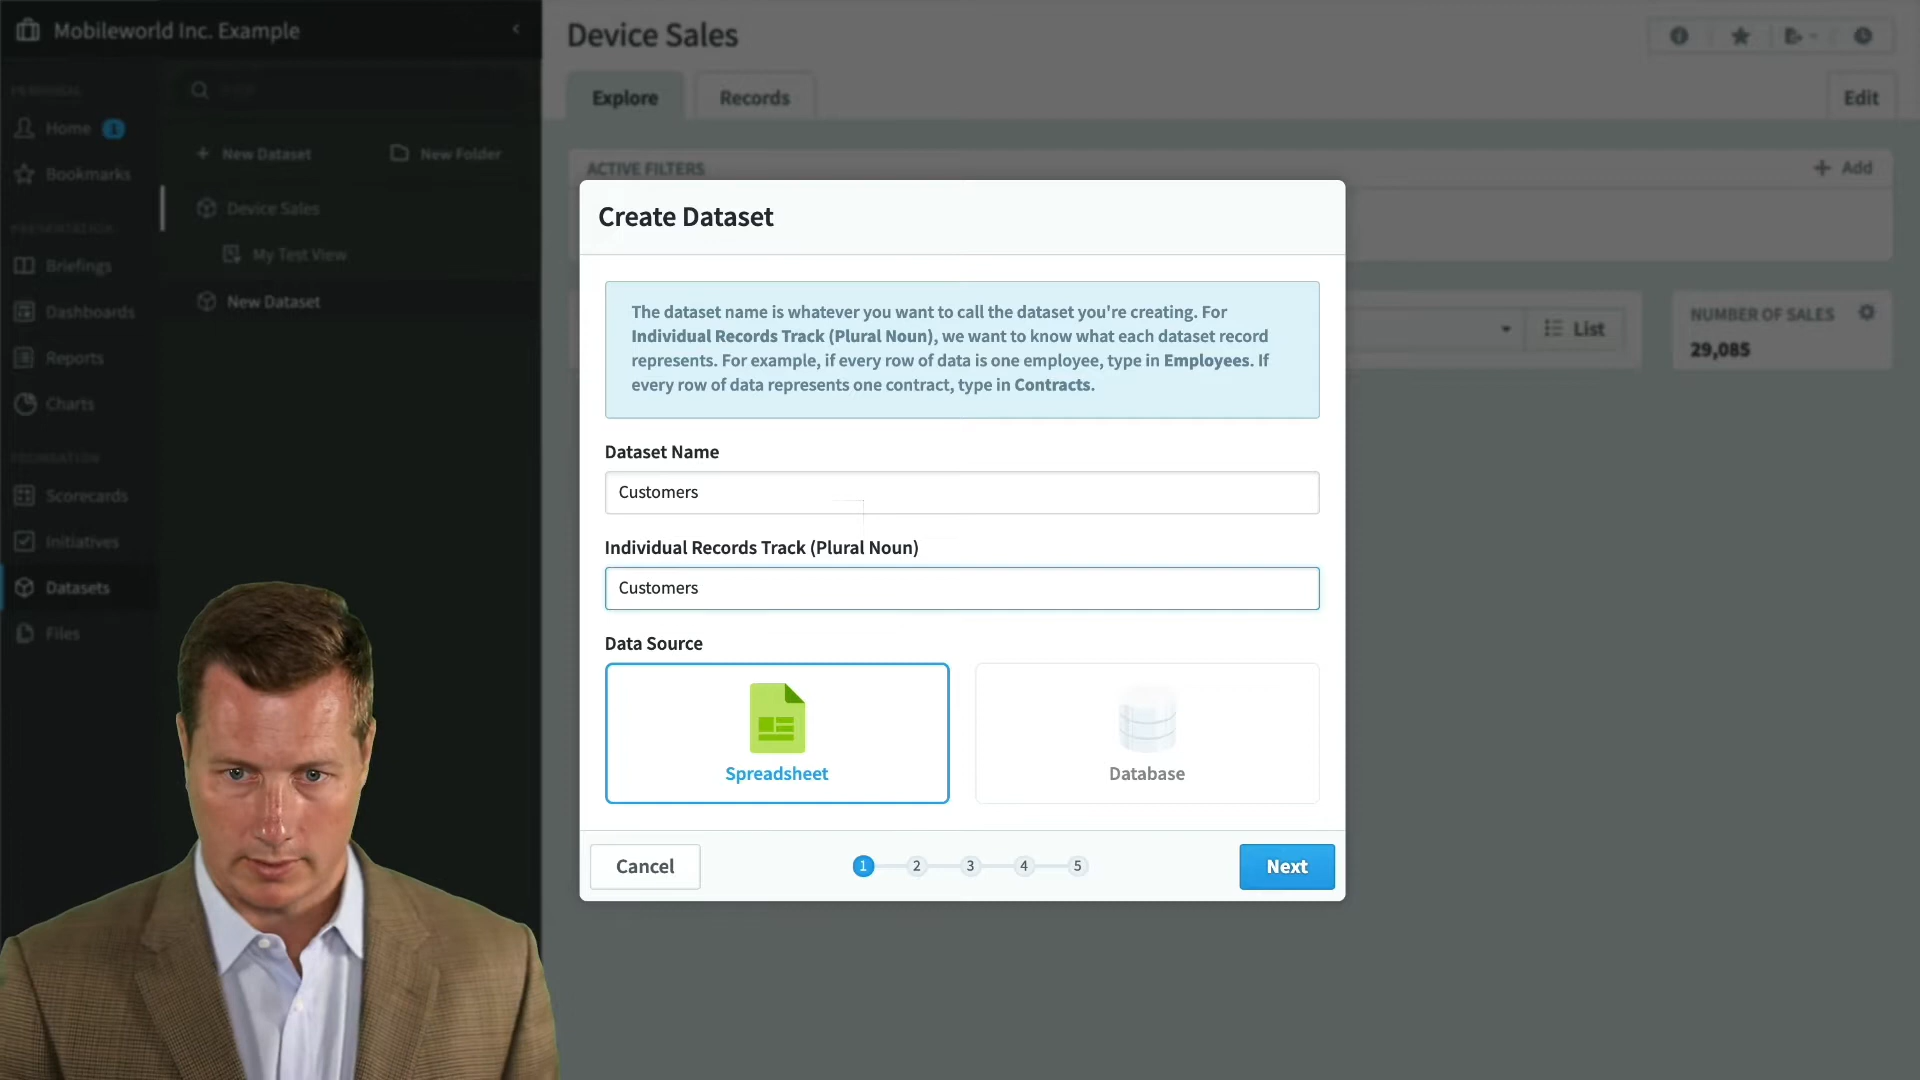 Mobileworld Inc. Example
PERSONAL
Home 1
Bookmarks
PRESENTATION
Briefings
Dashboards
Reports
Charts
FOUNDATION
Scorecards
Initiatives
Datasets
Files
New Dataset
New Folder
Device Sales
My Test View
New Dataset
Device Sales
Explore
Records
Edit
ACTIVE FILTERS
Add
List
NUMBER OF SALES
29,085
Create Dataset
The dataset name is whatever you want to call the dataset you're creating. For
Individual Records Track (Plural Noun), we want to know what each dataset record
represents. For example, if every row of data is one employee, type in Employees. If
every row of data represents one contract, type in Contracts.
Dataset Name
Customers
Individual Records Track (Plural Noun)
Customers
Data Source
Spreadsheet
Database
Cancel
1 2 3 4 5
Next